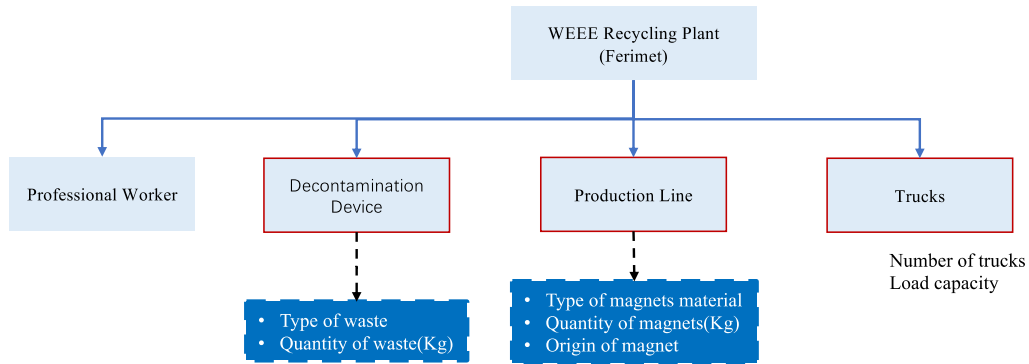 WEEE Recycling Plant
(Ferimet)
Professional Worker
Decontamination
Device
Production Line
Trucks
Number of trucks
Load capacity
• Type of waste
• Quantity of waste(Kg)
• Type of magnets material
• Quantity of magnets(Kg)
• Origin of magnet